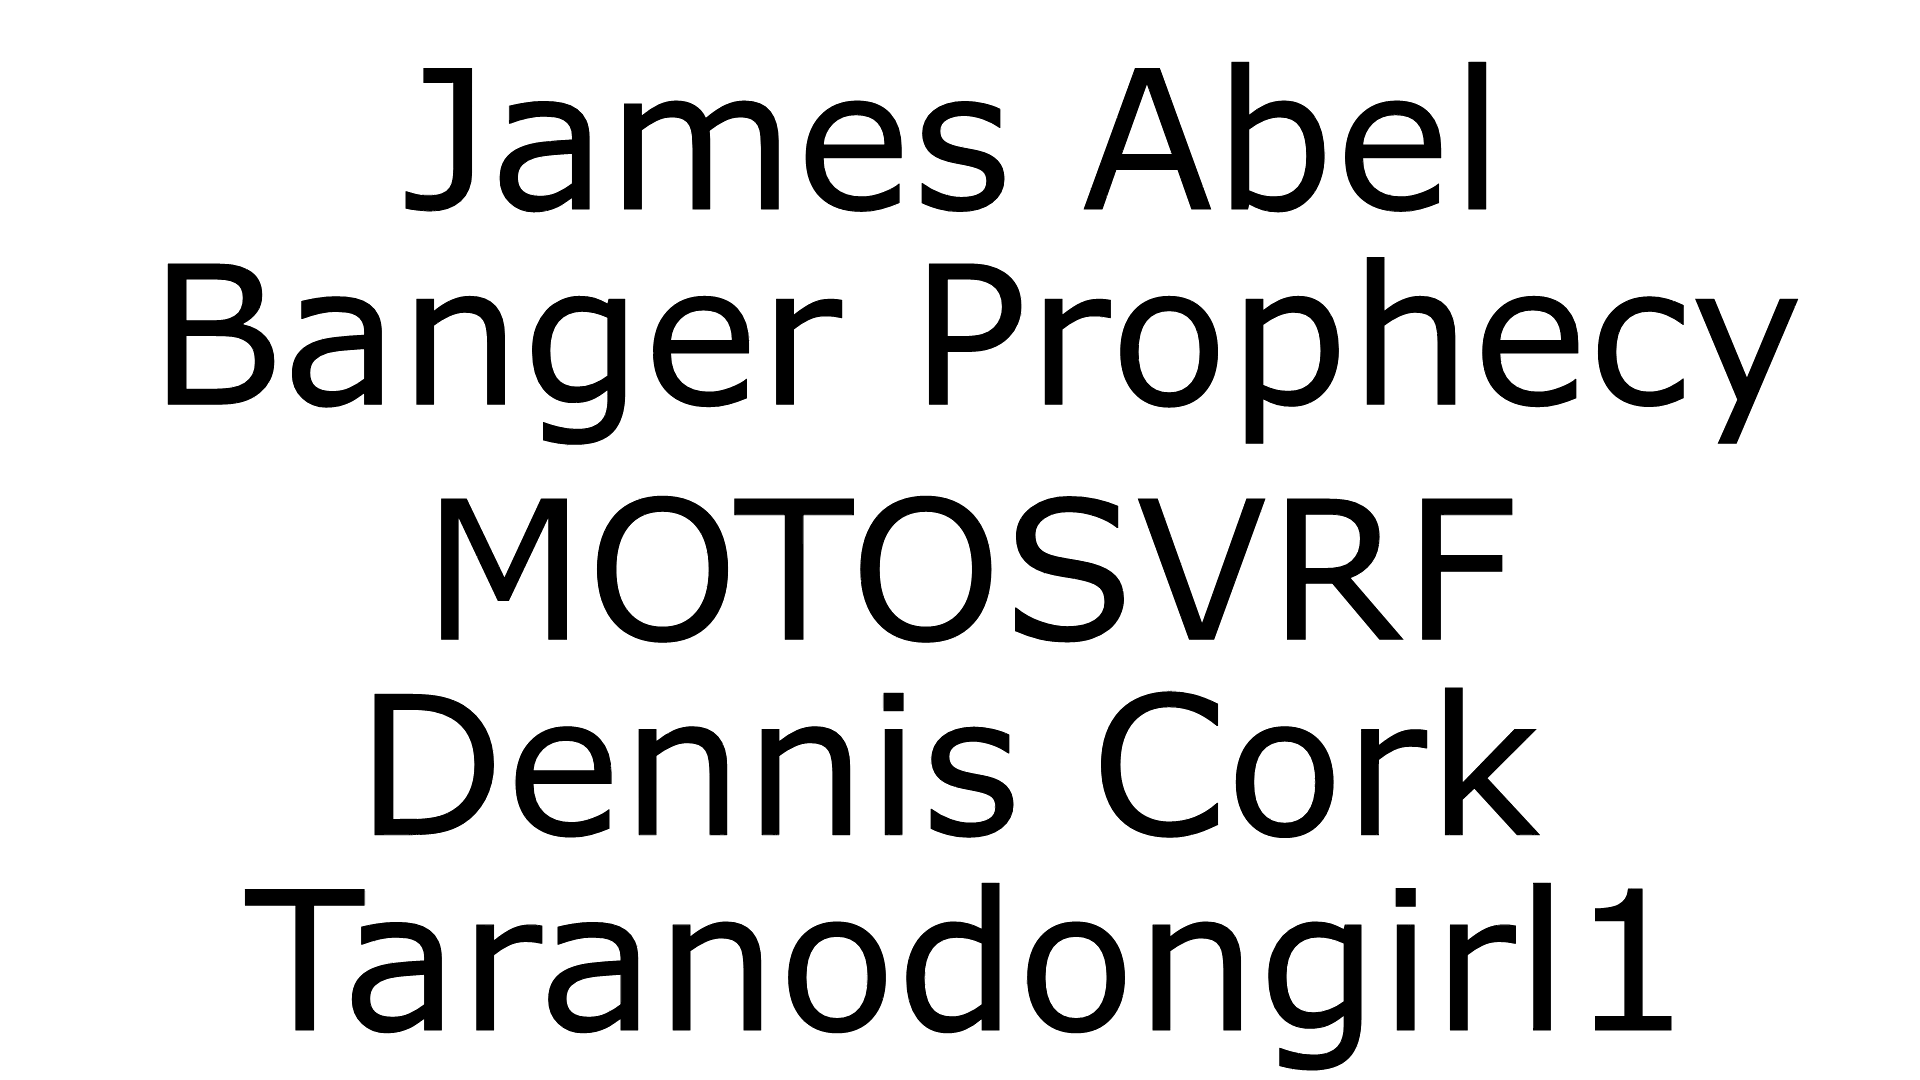 James Abel
Banger Prophecy
MOTOSVRF
Dennis Cork
Taranodongirl1